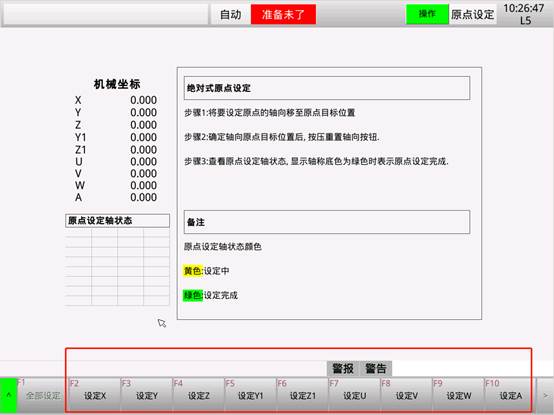 自动 准备未了 操作 原点设定 10:26:47
L5
机械坐标
X 0.000
Y 0.000
Z 0.000
Y1 0.000
Z1 0.000
U 0.000
V 0.000
W 0.000
A 0.000
原点设定轴状态
绝对式原点设定
步骤1:将要设定原点的轴向移至原点目标位置
步骤2:确定轴向原点目标位置后, 按压重置轴向按钮.
步骤3:查看原点设定轴状态, 显示轴称底色为绿色时表示原点设定完成.
备注
原点设定轴状态颜色
黄色:设定中
绿色:设定完成
警报 警告
^ F1 F2 F3 F4 F5 F6 F7 F8 F9 F10 >
全部设定 设定X 设定Y 设定Z 设定Y1 设定Z1 设定U 设定V 设定W 设定A